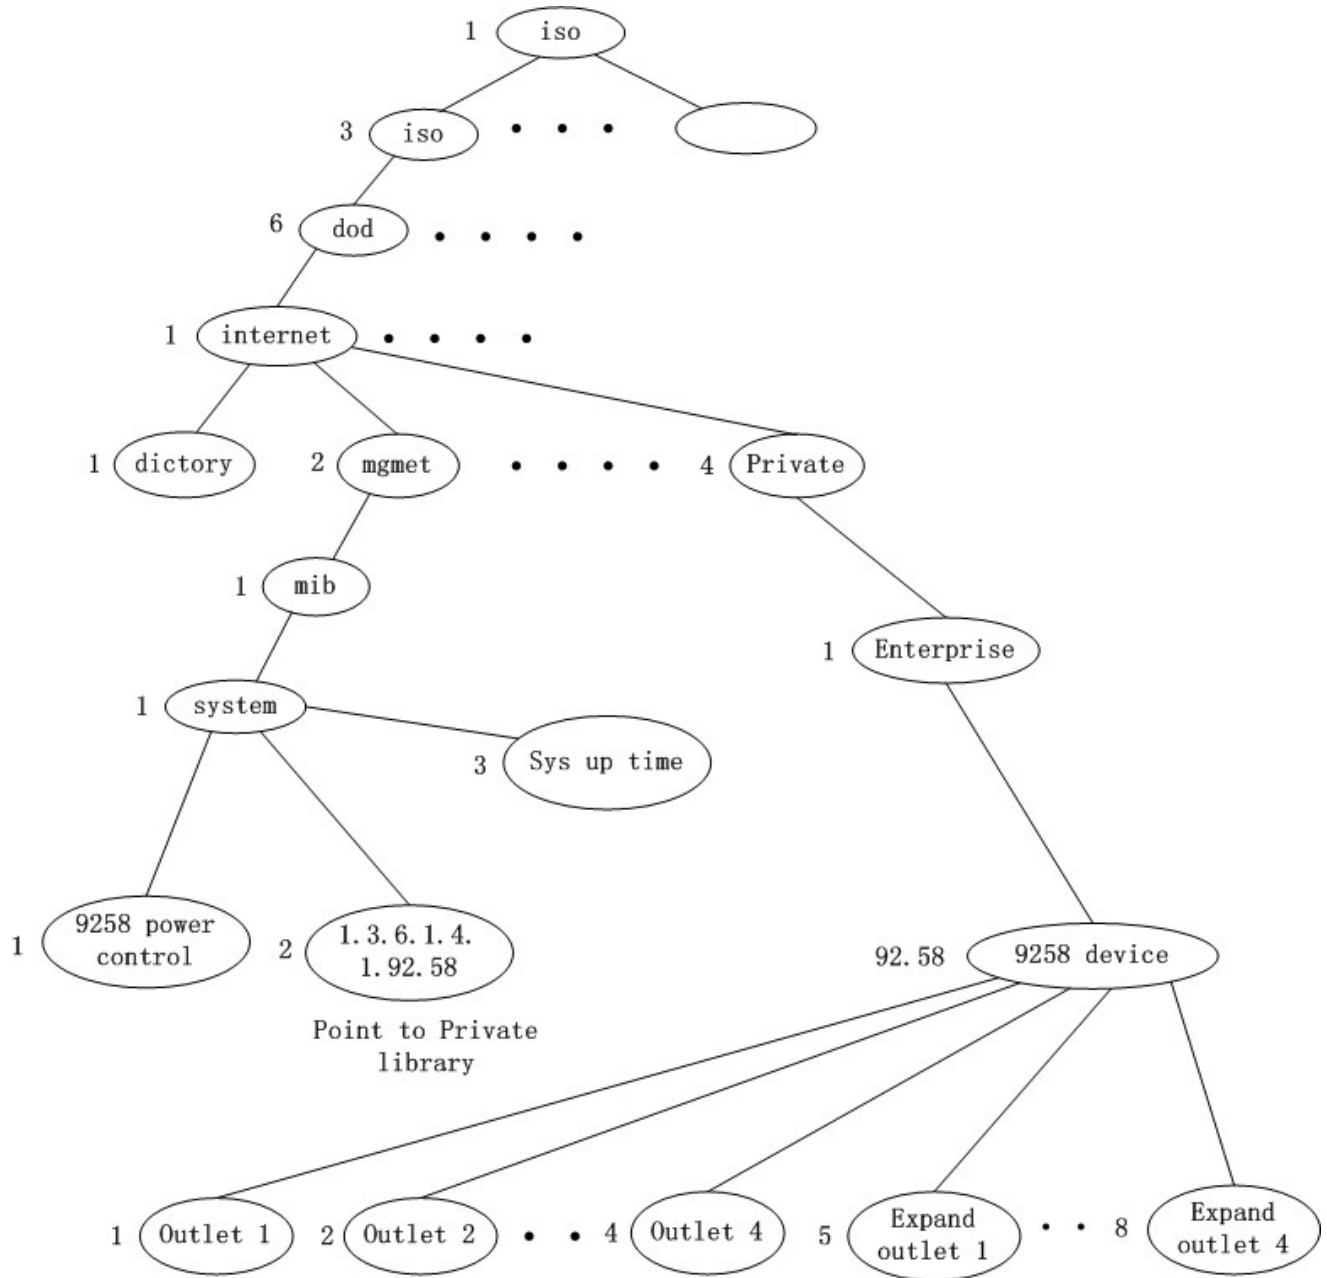 1 iso
3 iso
6 dod
1 internet
1 dictory 2 mgmet 4 Private
1 mib
1 Enterprise
1 system
3 Sys up time
1 9258 power
control
2 1.3.6.1.4.
1.92.58
92.58 9258 device
Point to Private
library
1 Outlet 1 2 Outlet 2 4 Outlet 4 5 Expand
outlet 1
8 Expand
outlet 4